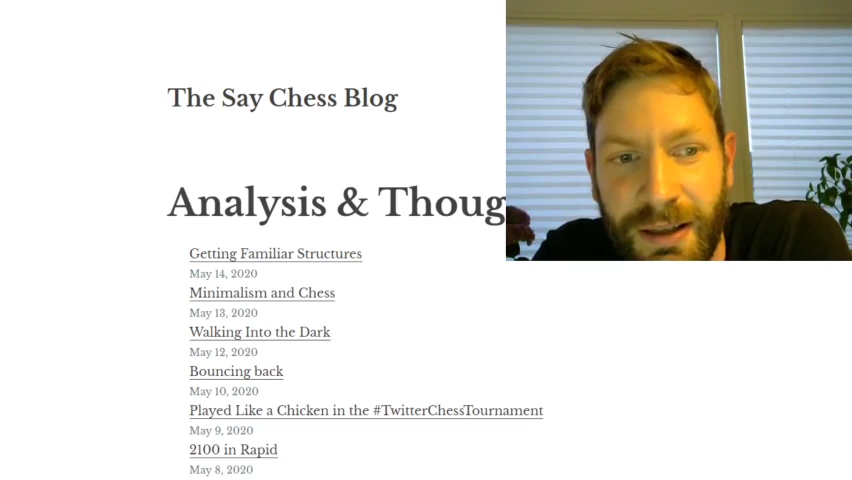 The Say Chess Blog
Analysis & Thoug
Getting Familiar Structures
May 14, 2020
Minimalism and Chess
May 13, 2020
Walking Into the Dark
May 12, 2020
Bouncing back
May 10, 2020
Played Like a Chicken in the #TwitterChessTournament
May 9, 2020
2100 in Rapid
May 8, 2020